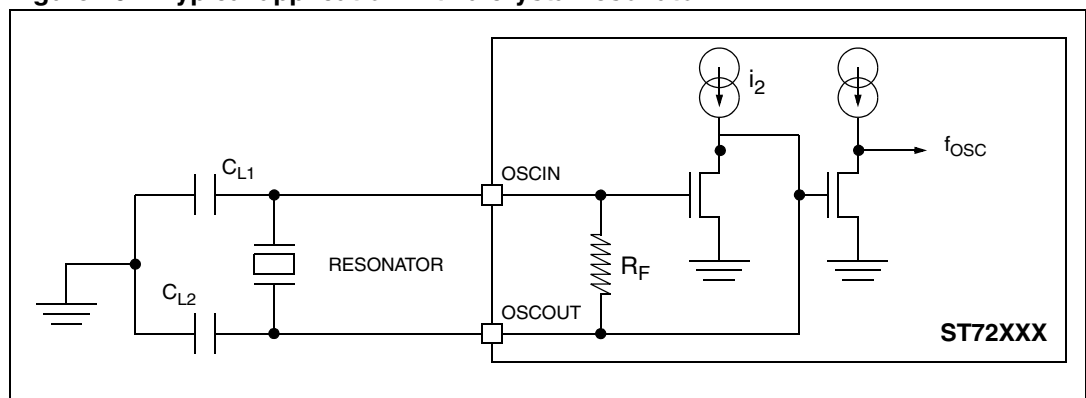 i2
fOSC
CL1
OSCIN
RESONATOR
RF
CL2
OSCOUT
ST72XXX